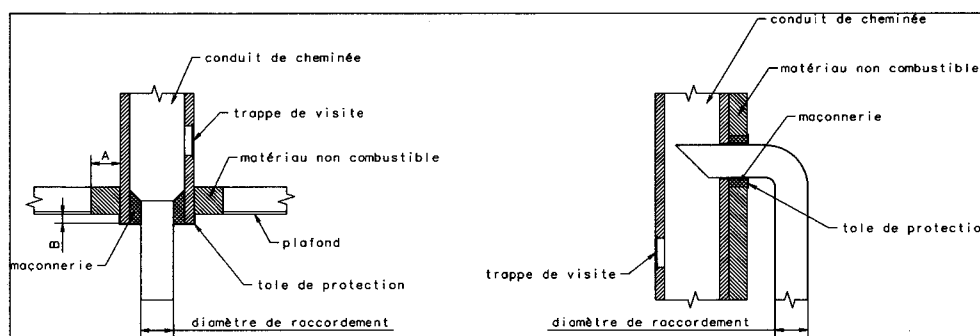 conduit de cheminée
trappe de visite
A
matériau non combustible
B
plafond
maçonnerie
tole de protection
diamètre de raccordement
conduit de cheminée
matériau non combustible
maçonnerie
tole de protection
trappe de visite
diamètre de raccordement